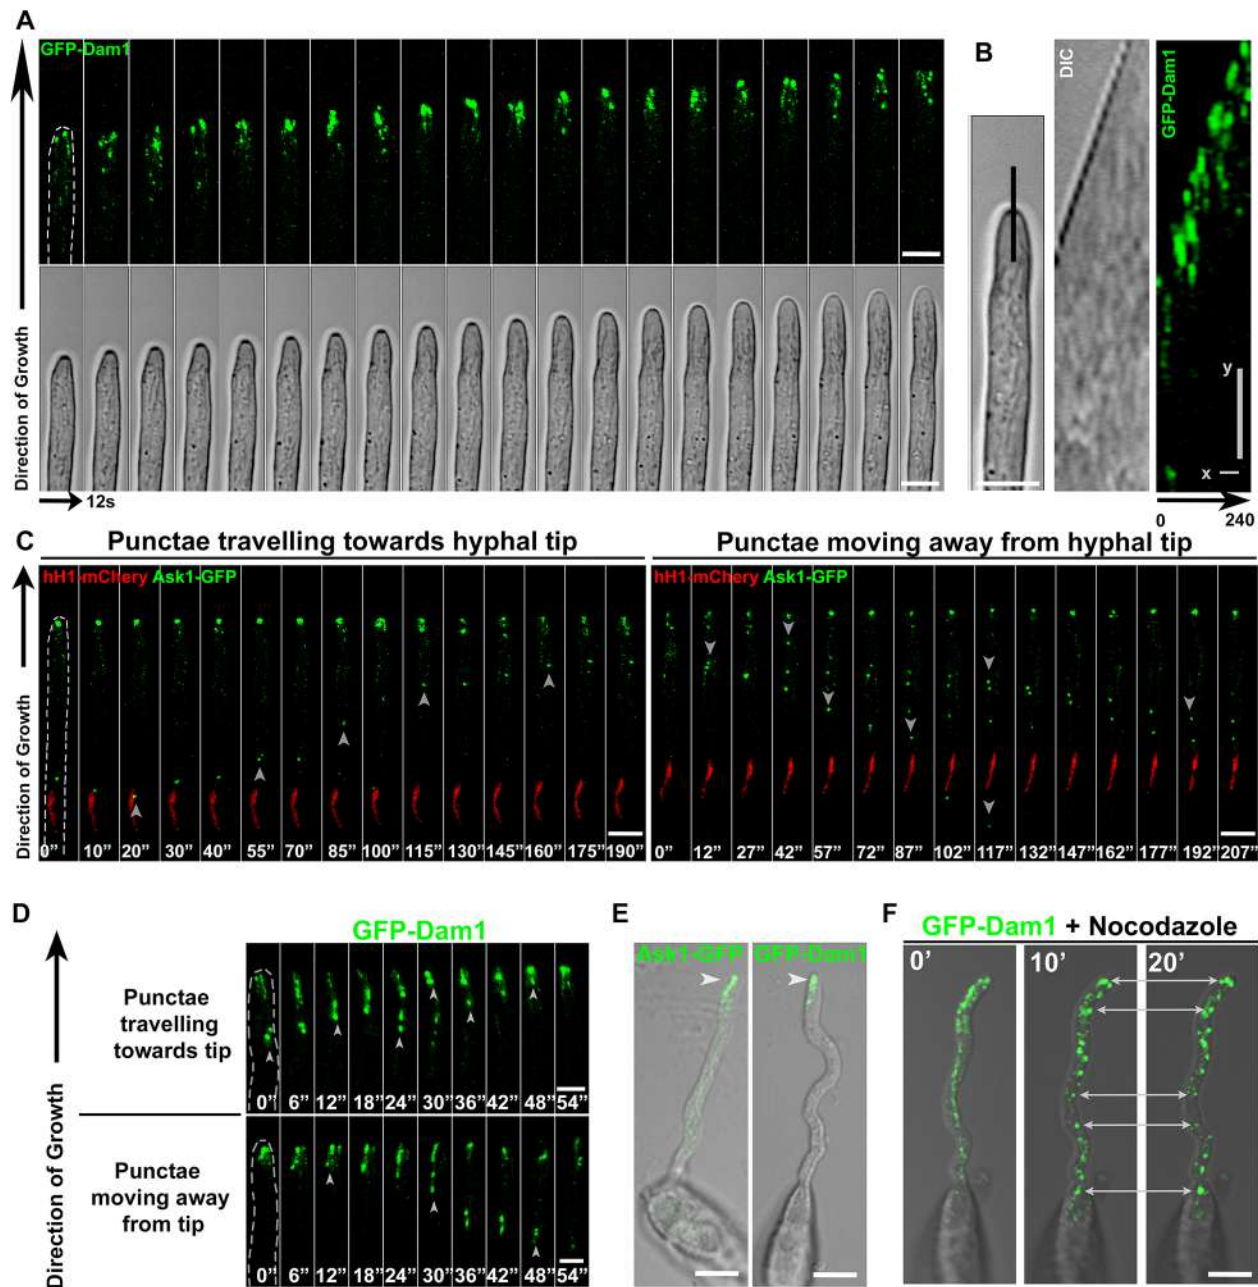 A
GFP-Dam1
Direction of Growth
12s
B
DIC
GFP-Dam1
y
x
0 240
C
Punctae travelling towards hyphal tip
Punctae moving away from hyphal tip
hH1-mCherry Ask1-GFP
hH1-mCherry Ask1-GFP
Direction of Growth
0” 10” 20” 30” 40” 55” 70” 85” 100” 115” 130” 145” 160” 175” 190”
0” 12” 27” 42” 57” 72” 87” 102” 117” 132” 147” 162” 177” 192” 207”
D
GFP-Dam1
Direction of Growth
Punctae
travelling
towards tip
0” 6” 12” 18” 24” 30” 36” 42” 48” 54”
Punctae
moving away
from tip
0” 6” 12” 18” 24” 30” 36” 42” 48” 54”
E
Ask1-GFP
GFP-Dam1
F
GFP-Dam1 + Nocodazole
0’ 10’ 20’